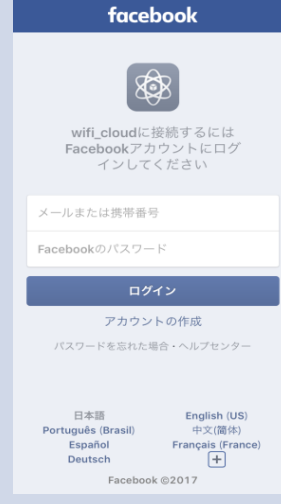 facebook
wifi_cloudに接続するには
Facebookアカウントにログ
インしてください
メールまたは携帯番号
Facebookのパスワード
ログイン
アカウントの作成
パスワードを忘れた場合・ヘルプセンター
日本語 English (US)
Português (Brasil) 中文(簡体)
Español Français (France)
Deutsch +
Facebook ©2017